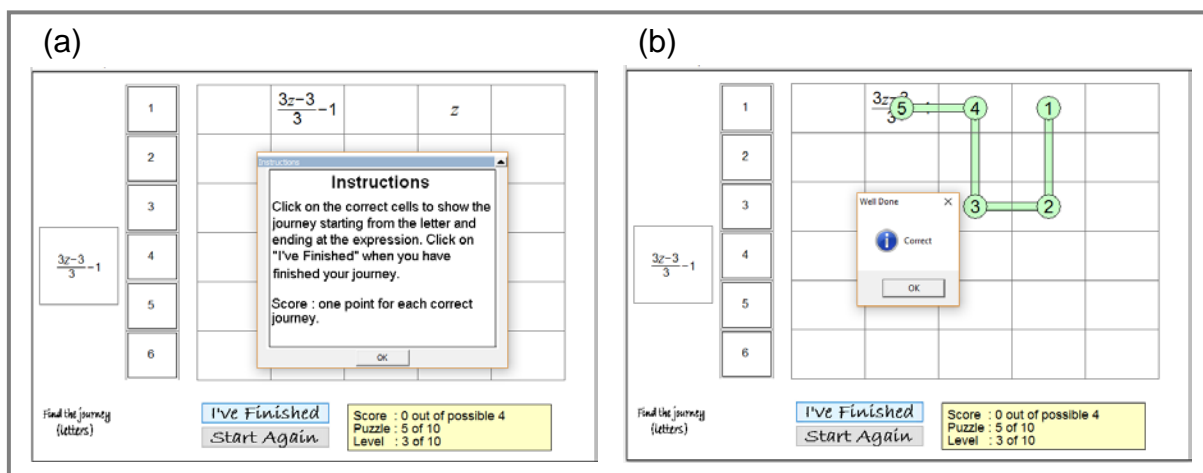 (a)
1
2
3
4
5
6
3z−3
3
−1
3z−3
3
−1
z
Instructions
Instructions
Click on the correct cells to show the
journey starting from the letter and
ending at the expression. Click on
"I've Finished" when you have
finished your journey.
Score : one point for each correct
journey.
OK
Find the journey
(letters)
I've Finished
Start Again
Score : 0 out of possible 4
Puzzle : 5 of 10
Level : 3 of 10
(b)
1
2
3
4
5
6
3z−3
3
−1
5
4
1
3
2
Well Done
Correct
OK
Find the journey
(letters)
I've Finished
Start Again
Score : 0 out of possible 4
Puzzle : 5 of 10
Level : 3 of 10